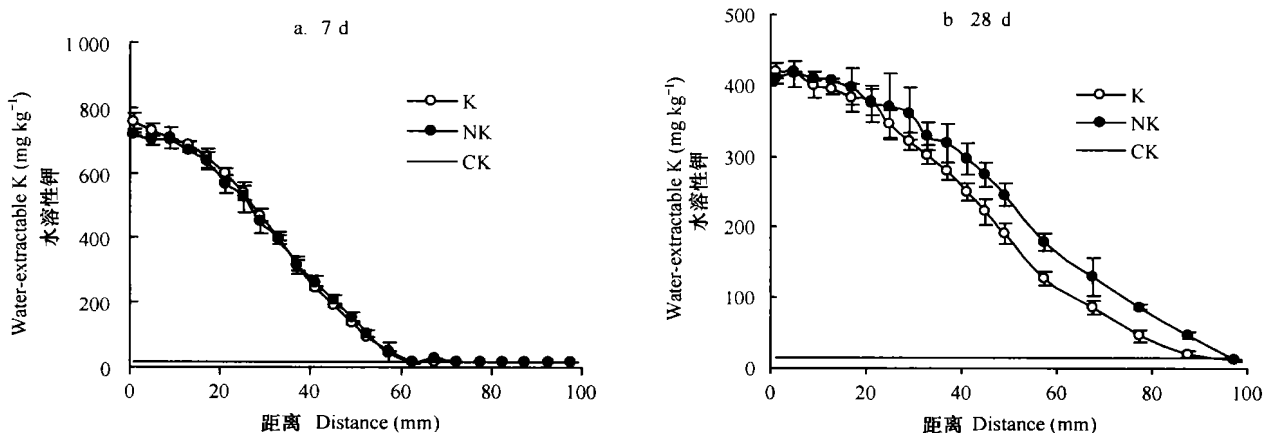 a. 7 d
Water-extractable K (mg kg⁻¹)
水溶性钾
1 000
800
600
400
200
0
K
NK
CK
0 20 40 60 80 100
距离 Distance (mm)
b 28 d
Water-extractable K (mg kg⁻¹)
水溶性钾
500
400
300
200
100
0
K
NK
CK
0 20 40 60 80 100
距离 Distance (mm)